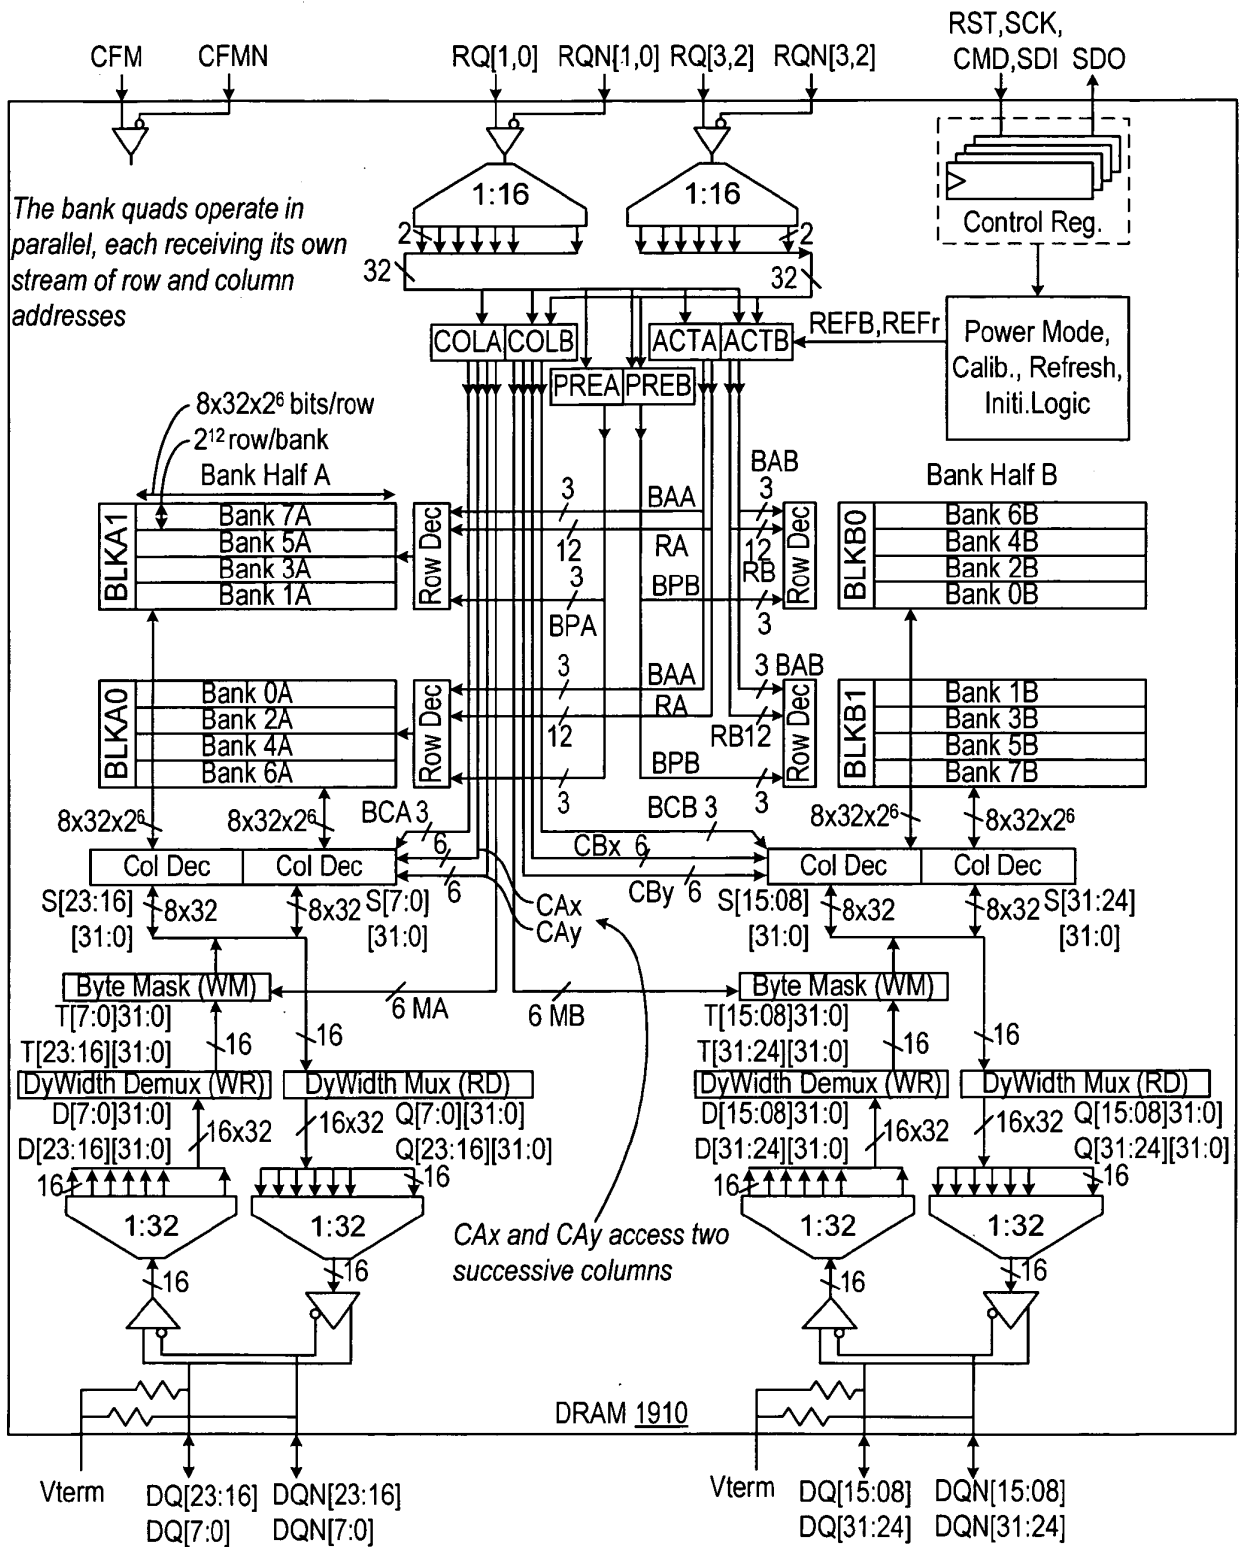 RST,SCK,
CFM CFMN RQ[1,0] RQN[1,0] RQ[3,2] RQN[3,2] CMD,SDI SDO
1:16 1:16
The bank quads operate in
parallel, each receiving its own
stream of row and column
addresses
Control Reg.
2 2
32 32
COLA COLB ACTA ACTB REFB,REFr
PREA PREB
Power Mode,
Calib., Refresh,
Initi.Logic
8x32x2⁶ bits/row
2¹² row/bank
Bank Half A BAB Bank Half B
BLKA1 Bank 7A Row Dec 3 BAA 3 Row Dec BLKB0 Bank 6B
Bank 5A 12 RA 12 Bank 4B
Bank 3A 3 BPB RB Bank 2B
Bank 1A BPA 3 Bank 0B
BLKA0 Bank 0A Row Dec 3 BAA 3 BAB Row Dec BLKB1 Bank 1B
Bank 2A RA Bank 3B
Bank 4A 12 RB12 Bank 5B
Bank 6A 3 BPB 3 Bank 7B
8x32x2⁶ 8x32x2⁶ BCA 3 BCB 3 8x32x2⁶ 8x32x2⁶
Col Dec Col Dec 6 CBx 6 Col Dec Col Dec
6 CBy 6
S[23:16] 8x32 8x32 S[7:0] CAx S[15:08] 8x32 8x32 S[31:24]
[31:0] [31:0] CAy [31:0] [31:0]
Byte Mask (WM) 6 MA 6 MB Byte Mask (WM)
T[7:0]31:0] 16 T[15:08]31:0] 16
T[23:16][31:0] 16 T[31:24][31:0] 16
DyWidth Demux (WR) DyWidth Mux (RD) DyWidth Demux (WR) DyWidth Mux (RD)
D[7:0]31:0] Q[7:0][31:0] D[15:08]31:0] Q[15:08]31:0]
16x32 16x32 16x32 16x32
D[23:16][31:0] Q[23:16][31:0] D[31:24][31:0] Q[31:24][31:0]
16 16 16 16
1:32 1:32 1:32 1:32
CAx and CAy access two
successive columns
16 16 16 16
DRAM 1910
Vterm DQ[23:16] DQN[23:16] Vterm DQ[15:08] DQN[15:08]
DQ[7:0] DQN[7:0] DQ[31:24] DQN[31:24]